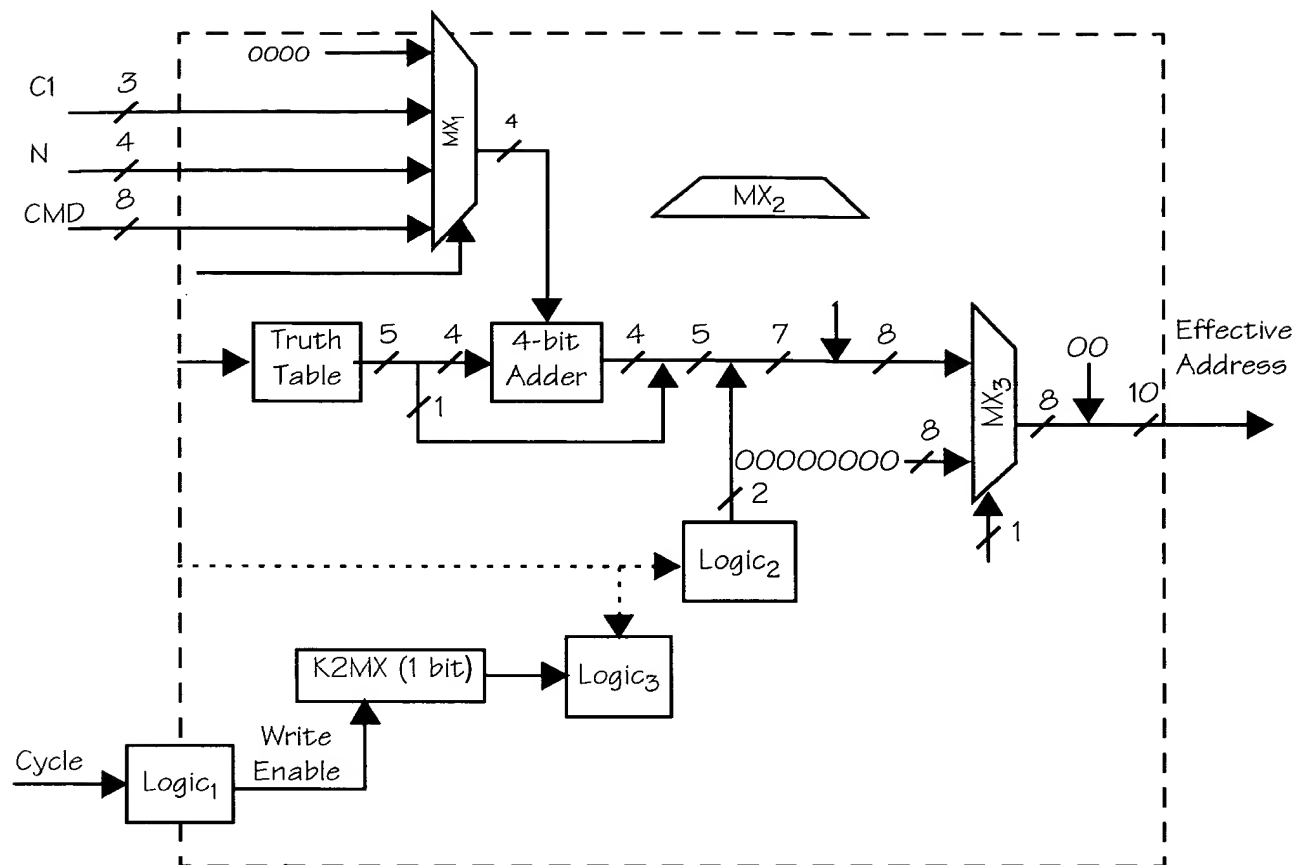 0000
C1
3
N
4
CMD
8
MX1
4
MX2
Truth
Table
5
4
1
4-bit
Adder
4
5
7
1
8
00000000
8
MX3
1
8
00
10
Effective
Address
2
Logic2
K2MX (1 bit)
Logic3
Cycle
Logic1
Write
Enable